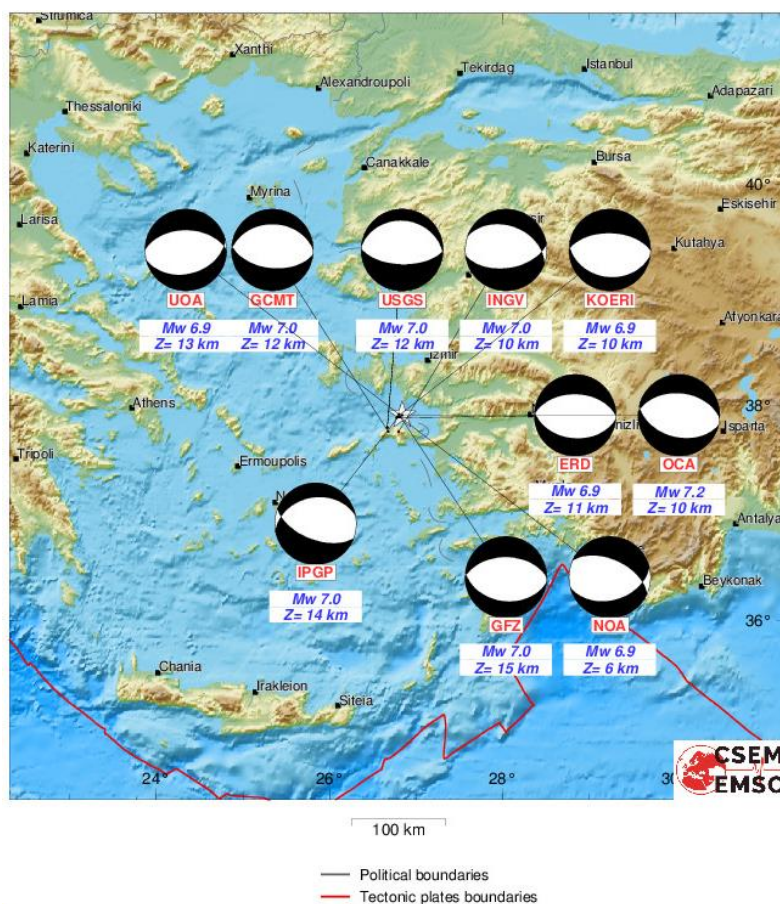 Strumica
Xanthi
Istanbul
Tekirdag
Alexandroupoli
Adapazari
Thessaloniki
Katerini
Canakkale
Bursa
40°
Myrina
Eskisehir
Larisa
Kutahya
UOA
GCMT
USGS
INGV
KOERI
Lamia
Mw 6.9
Z= 13 km
Mw 7.0
Z= 12 km
Mw 7.0
Z= 12 km
Mw 7.0
Z= 10 km
Mw 6.9
Z= 10 km
Afyonkara
Izmir
Athens
38°
Isparta
Tripoli
Ermoupolis
ERD
OCA
Mw 6.9
Z= 11 km
Mw 7.2
Z= 10 km
Antalya
IPGP
Mw 7.0
Z= 14 km
Beykonak
GFZ
NOA
36°
Mw 7.0
Z= 15 km
Mw 6.9
Z= 6 km
Chania
Irakleion
Siteia
24°
26°
28°
CSEM
EMSC
100 km
Political boundaries
Tectonic plates boundaries